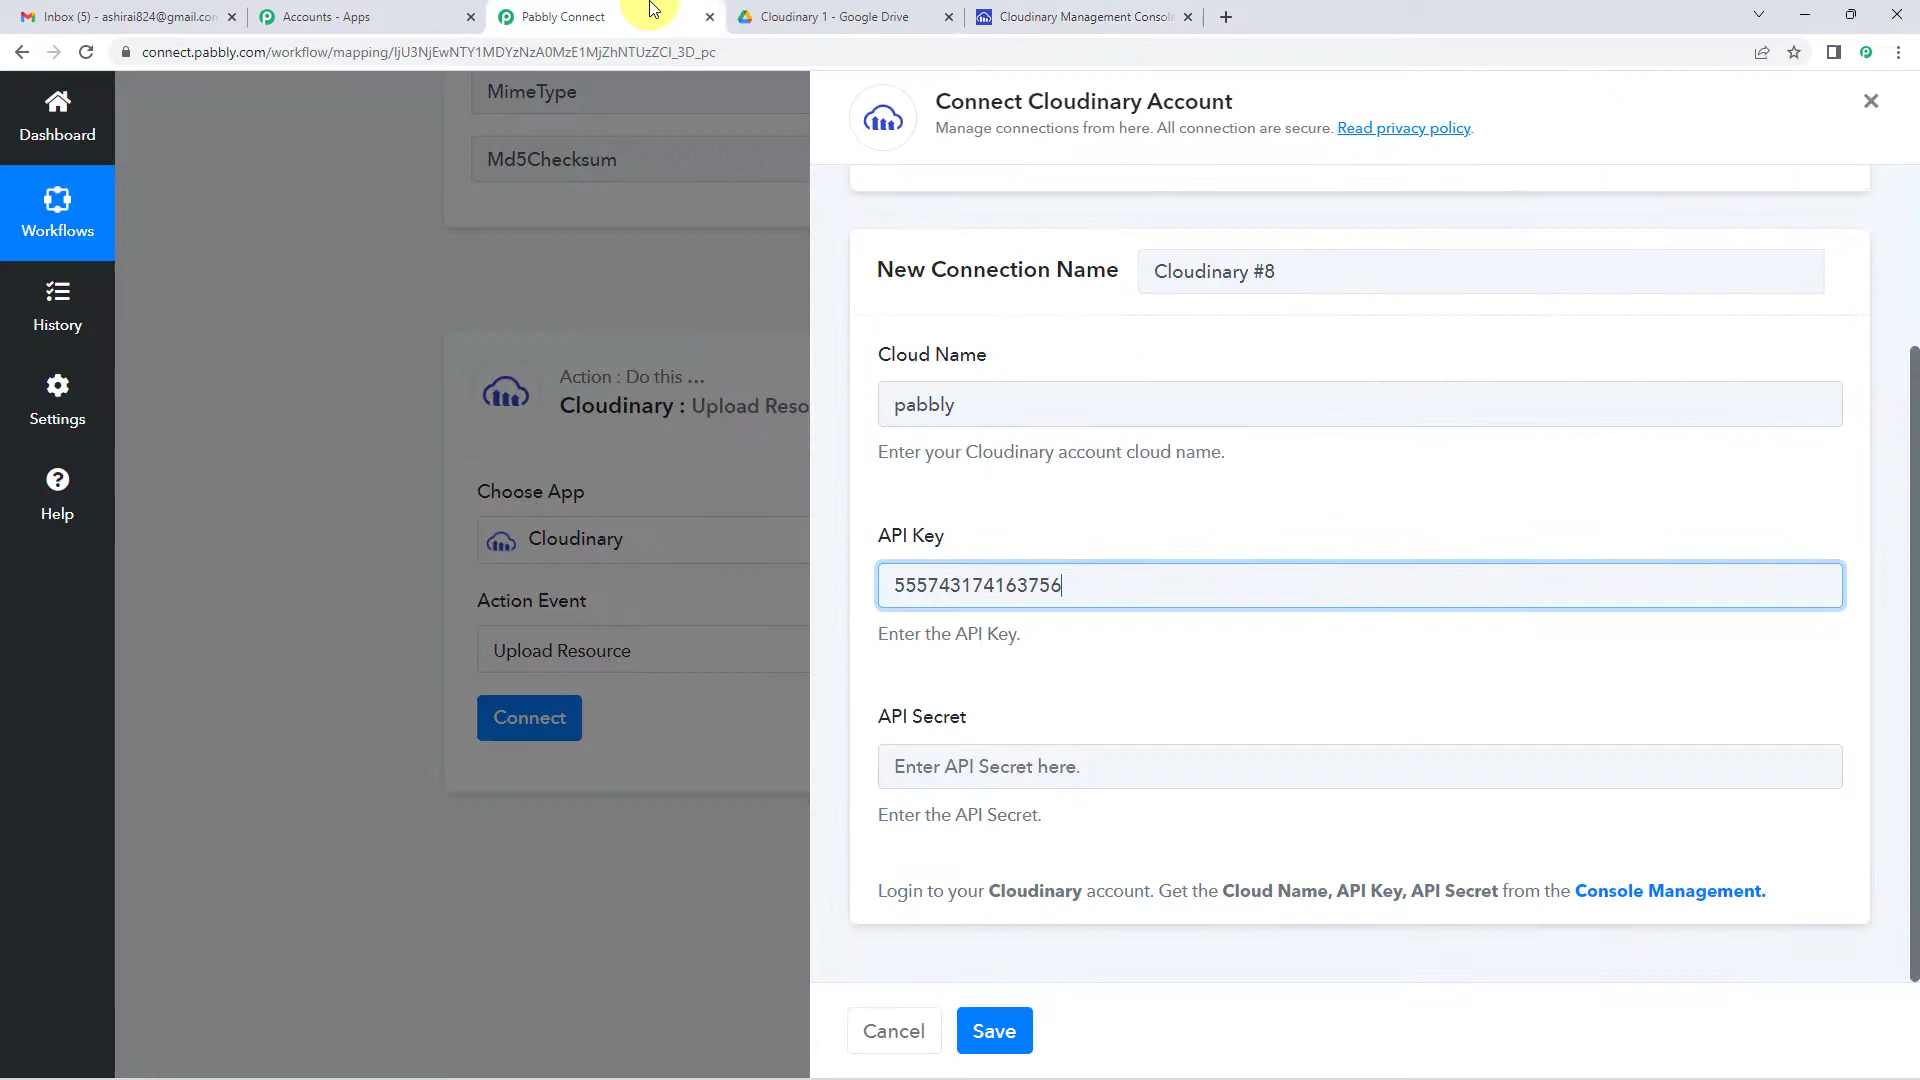 Inbox (5) - ashirai824@gmail.con
Accounts - Apps
Pabbly Connect
Cloudinary 1 - Google Drive
Cloudinary Management Console
connect.pabbly.com/workflow/mapping/IjU3NjEwNTY1MDYzNzA0MzE1MjZhNTUzZCI_3D_pc
Dashboard
Workflows
History
Settings
Help
MimeType
Md5Checksum
Action : Do this ...
Cloudinary : Upload Reso
Choose App
Cloudinary
Action Event
Upload Resource
Connect
Connect Cloudinary Account
Manage connections from here. All connection are secure. Read privacy policy.
New Connection Name
Cloudinary #8
Cloud Name
pabbly
Enter your Cloudinary account cloud name.
API Key
555743174163756
Enter the API Key.
API Secret
Enter API Secret here.
Enter the API Secret.
Login to your Cloudinary account. Get the Cloud Name, API Key, API Secret from the Console Management.
Cancel
Save